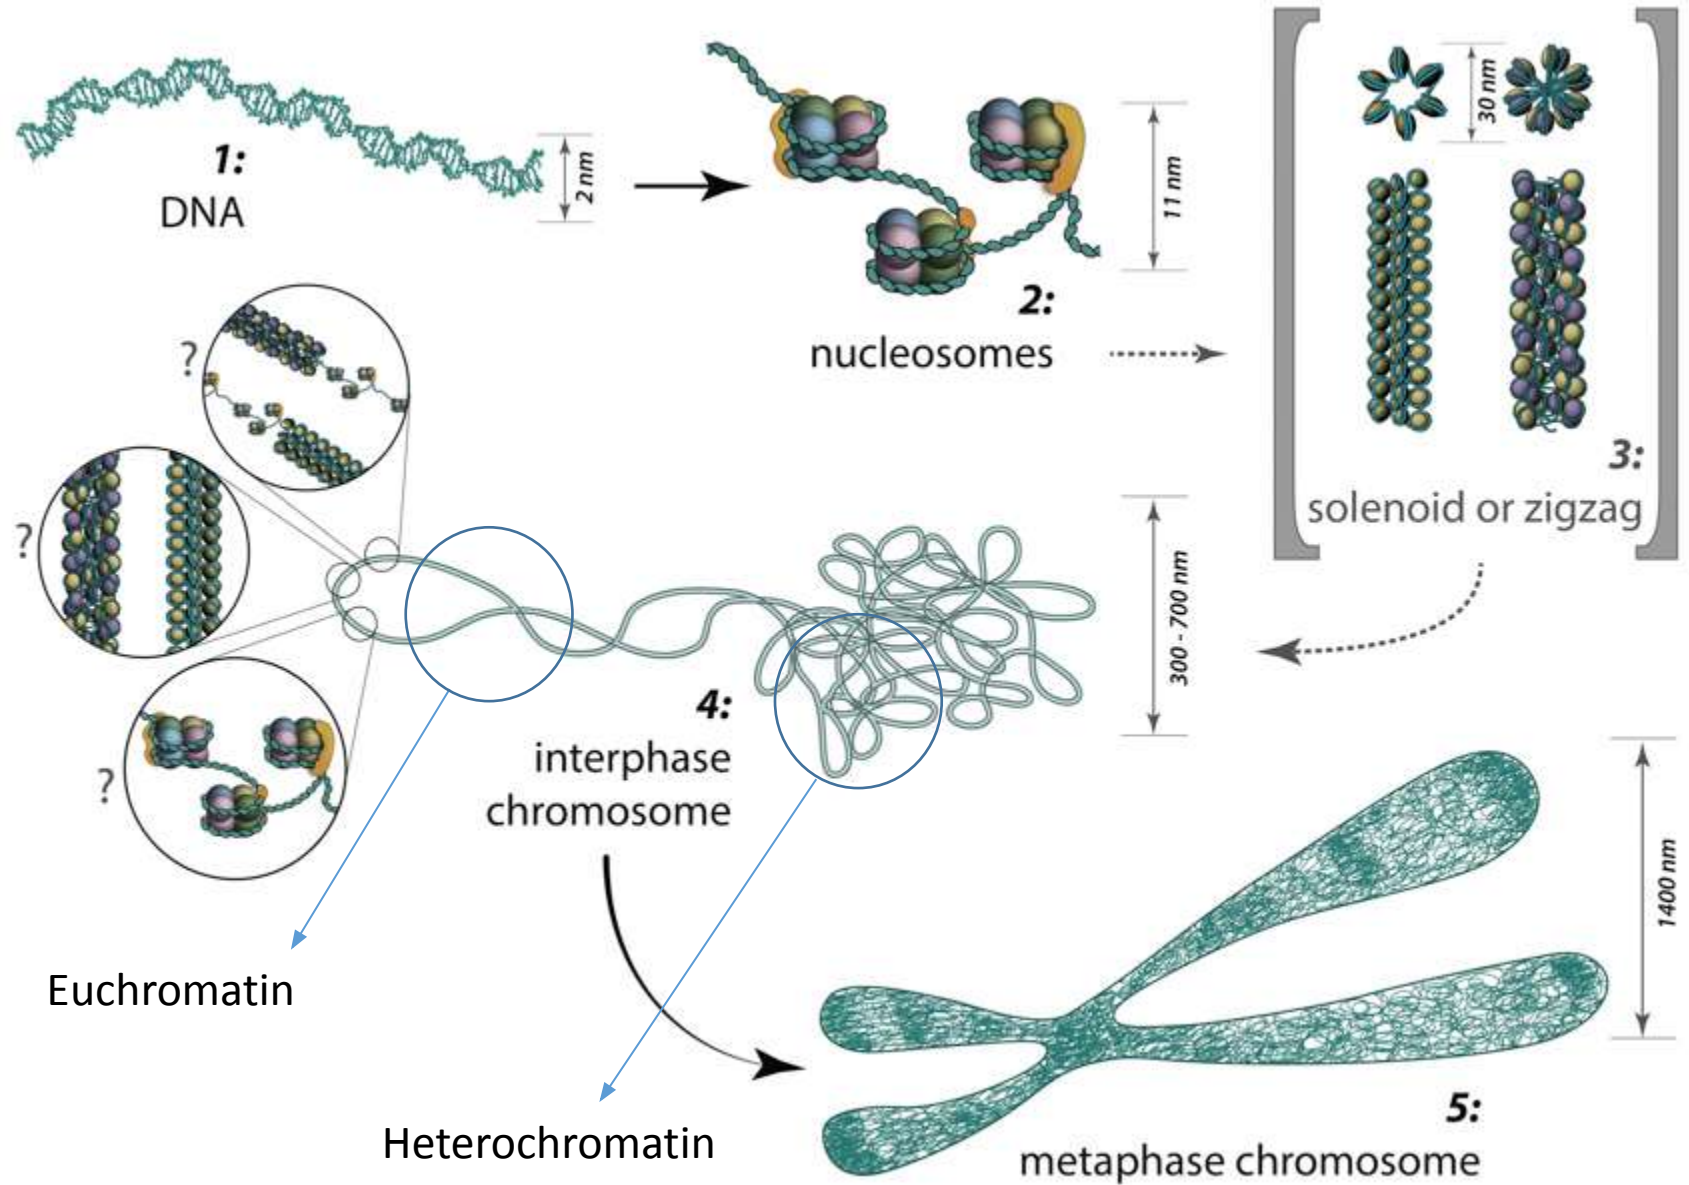 1:
DNA
2 nm
2:
nucleosomes
11 nm
30 nm
3:
solenoid or zigzag
?
?
?
300 - 700 nm
4:
interphase
chromosome
1400 nm
Euchromatin
Heterochromatin
5:
metaphase chromosome